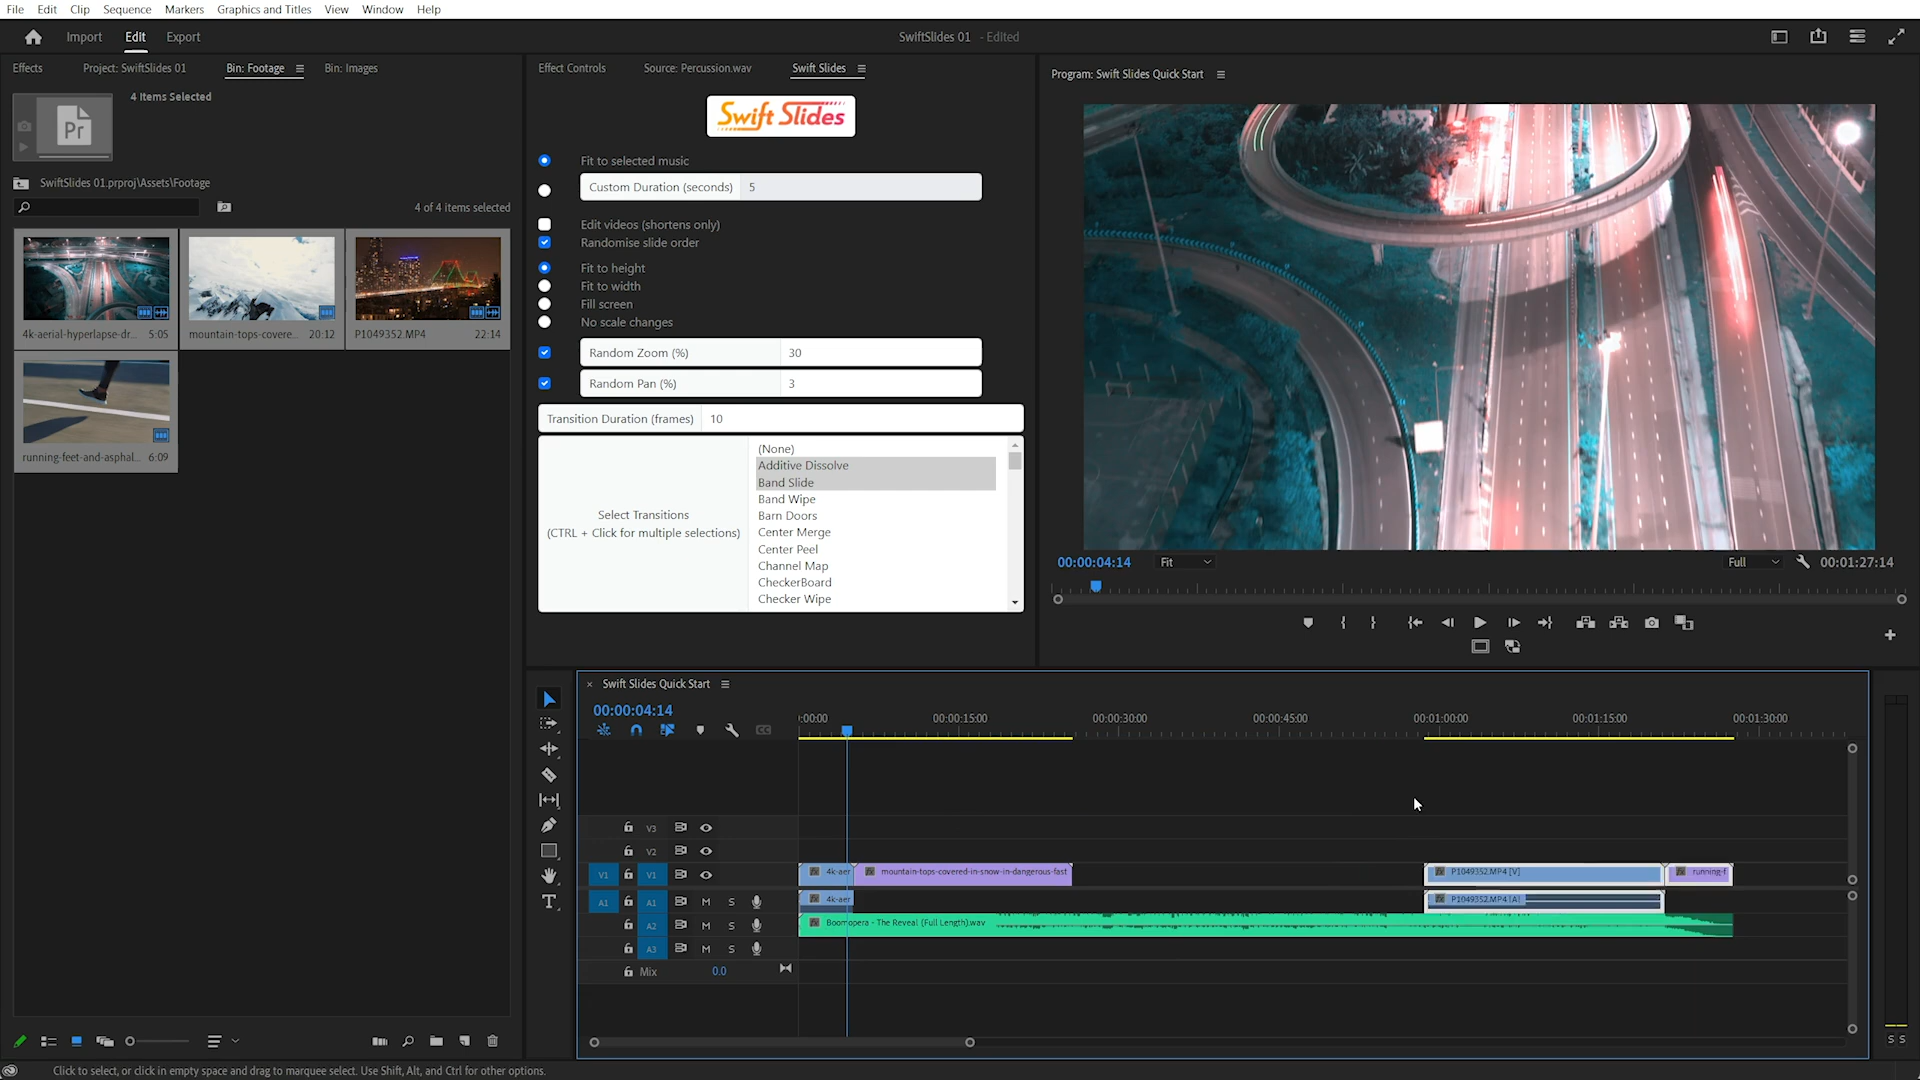 File Edit Clip Sequence Markers Graphics and Titles View Window Help
Import Edit Export
SwiftSlides 01 - Edited
Effects Project: SwiftSlides 01 Bin: Footage Bin: Images
4 Items Selected
Pr
SwiftSlides 01.prproj\Assets\Footage
4 of 4 items selected
4k-aerial-hyperlapse-dr... 5:05
mountain-tops-covere... 20:12
P1049352.MP4 22:14
running-feet-and-asphal... 6:09
Effect Controls Source: Percussion.wav Swift Slides
Swift Slides
Fit to selected music
Custom Duration (seconds) 5
Edit videos (shortens only)
Randomise slide order
Fit to height
Fit to width
Fill screen
No scale changes
Random Zoom (%) 30
Random Pan (%) 3
Transition Duration (frames) 10
Select Transitions
(CTRL + Click for multiple selections)
(None)
Additive Dissolve
Band Slide
Band Wipe
Barn Doors
Center Merge
Center Peel
Channel Map
CheckerBoard
Checker Wipe
Program: Swift Slides Quick Start
00:00:04:14 Fit Full 00:01:27:14
× Swift Slides Quick Start
00:00:04:14
:00:00 00:00:15:00 00:00:30:00 00:00:45:00 00:01:00:00 00:01:15:00 00:01:30:00
V3
V2
V1 V1 4k-aer mountain-tops-covered-in-snow-in-dangerous-fast P1049352.MP4 [V] running-f
A1 A1 M S 4k-aer P1049352.MP4 [A]
A2 M S Boomopera - The Reveal (Full Length).wav
A3 M S
Mix 0.0
S S
Click to select, or click in empty space and drag to marquee select. Use Shift, Alt, and Ctrl for other options.